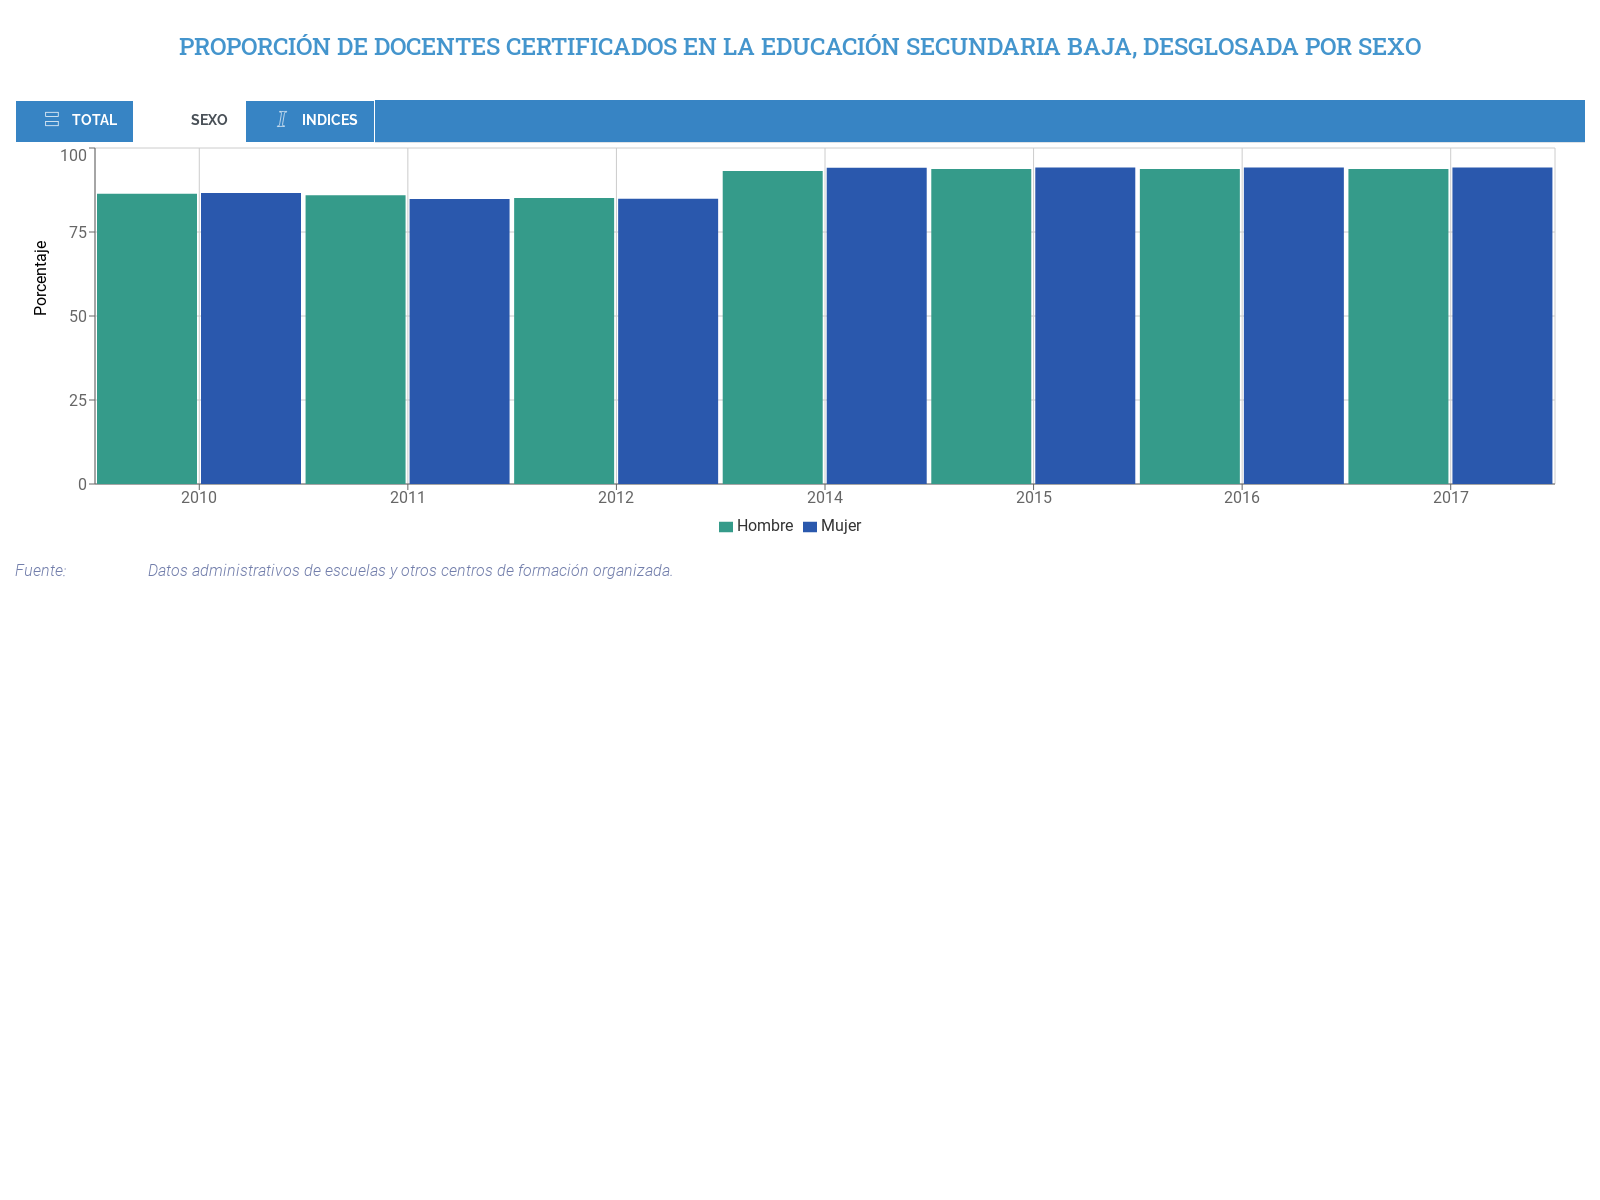 PROPORCIÓN DE DOCENTES CERTIFICADOS EN LA EDUCACIÓN SECUNDARIA BAJA, DESGLOSADA POR SEXO
TOTAL SEXO INDICES
100
75
50
25
0
Porcentaje
2010 2011 2012 2014 2015 2016 2017
Hombre Mujer
Fuente: Datos administrativos de escuelas y otros centros de formación organizada.